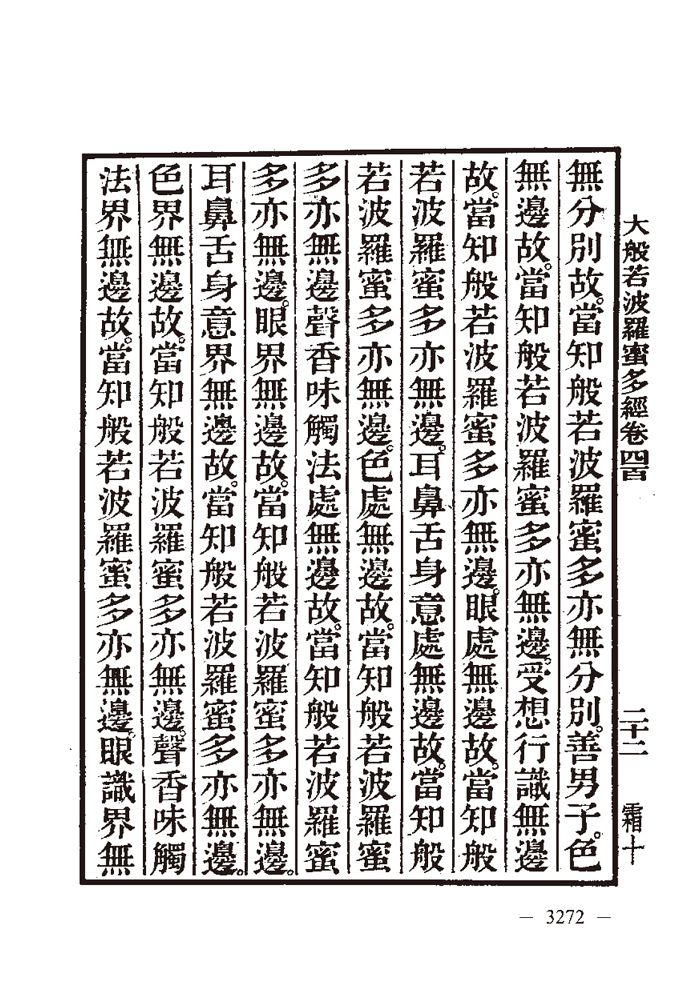 大般若波羅蜜多經卷四百
二十二
霜十
無分別故。當知般若波羅蜜多亦無分別。善男子。色
無邊故。當知般若波羅蜜多亦無邊。受想行識無邊
故。當知般若波羅蜜多亦無邊。眼處無邊故。當知般
若波羅蜜多亦無邊。耳鼻舌身意處無邊故。當知般
若波羅蜜多亦無邊。色處無邊故。當知般若波羅蜜
多亦無邊聲香味觸法處無邊故。當知般若波羅蜜
多亦無邊。眼界無邊故。當知般若波羅蜜多亦無邊。
耳鼻舌身意界無邊故。當知般若波羅蜜多亦無邊。
色界無邊故。當知般若波羅蜜多亦無邊。聲香味觸
法界無邊故。當知般若波羅蜜多亦無邊。眼識界無
— 3272 —